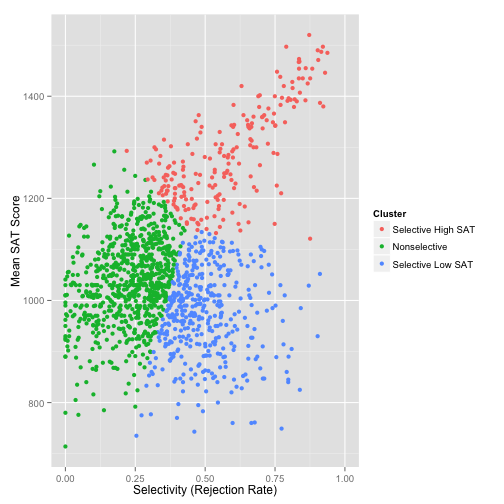 1400
1200
1000
800
Mean SAT Score
0.00 0.25 0.50 0.75 1.00
Selectivity (Rejection Rate)
Cluster
Selective High SAT
Nonselective
Selective Low SAT